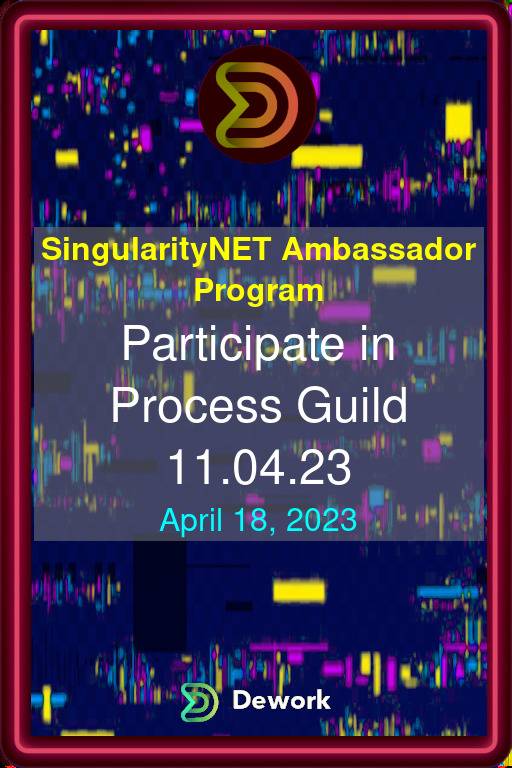 SingularityNET Ambassador
Program
Participate in
Process Guild
11.04.23
April 18, 2023
Dework